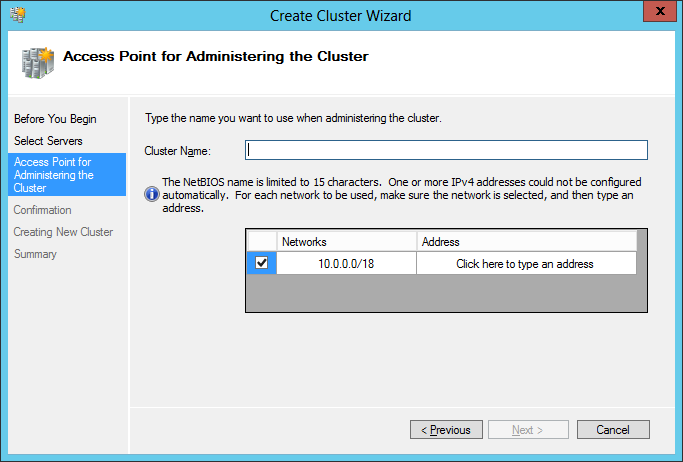 Create Cluster Wizard
x
Access Point for Administering the Cluster
Before You Begin
Select Servers
Access Point for
Administering the
Cluster
Confirmation
Creating New Cluster
Summary
Type the name you want to use when administering the cluster.
Cluster Name:
The NetBIOS name is limited to 15 characters.  One or more IPv4 addresses could not be configured
automatically.  For each network to be used, make sure the network is selected, and then type an
address.
Networks Address
10.0.0.0/18 Click here to type an address
< Previous Next > Cancel